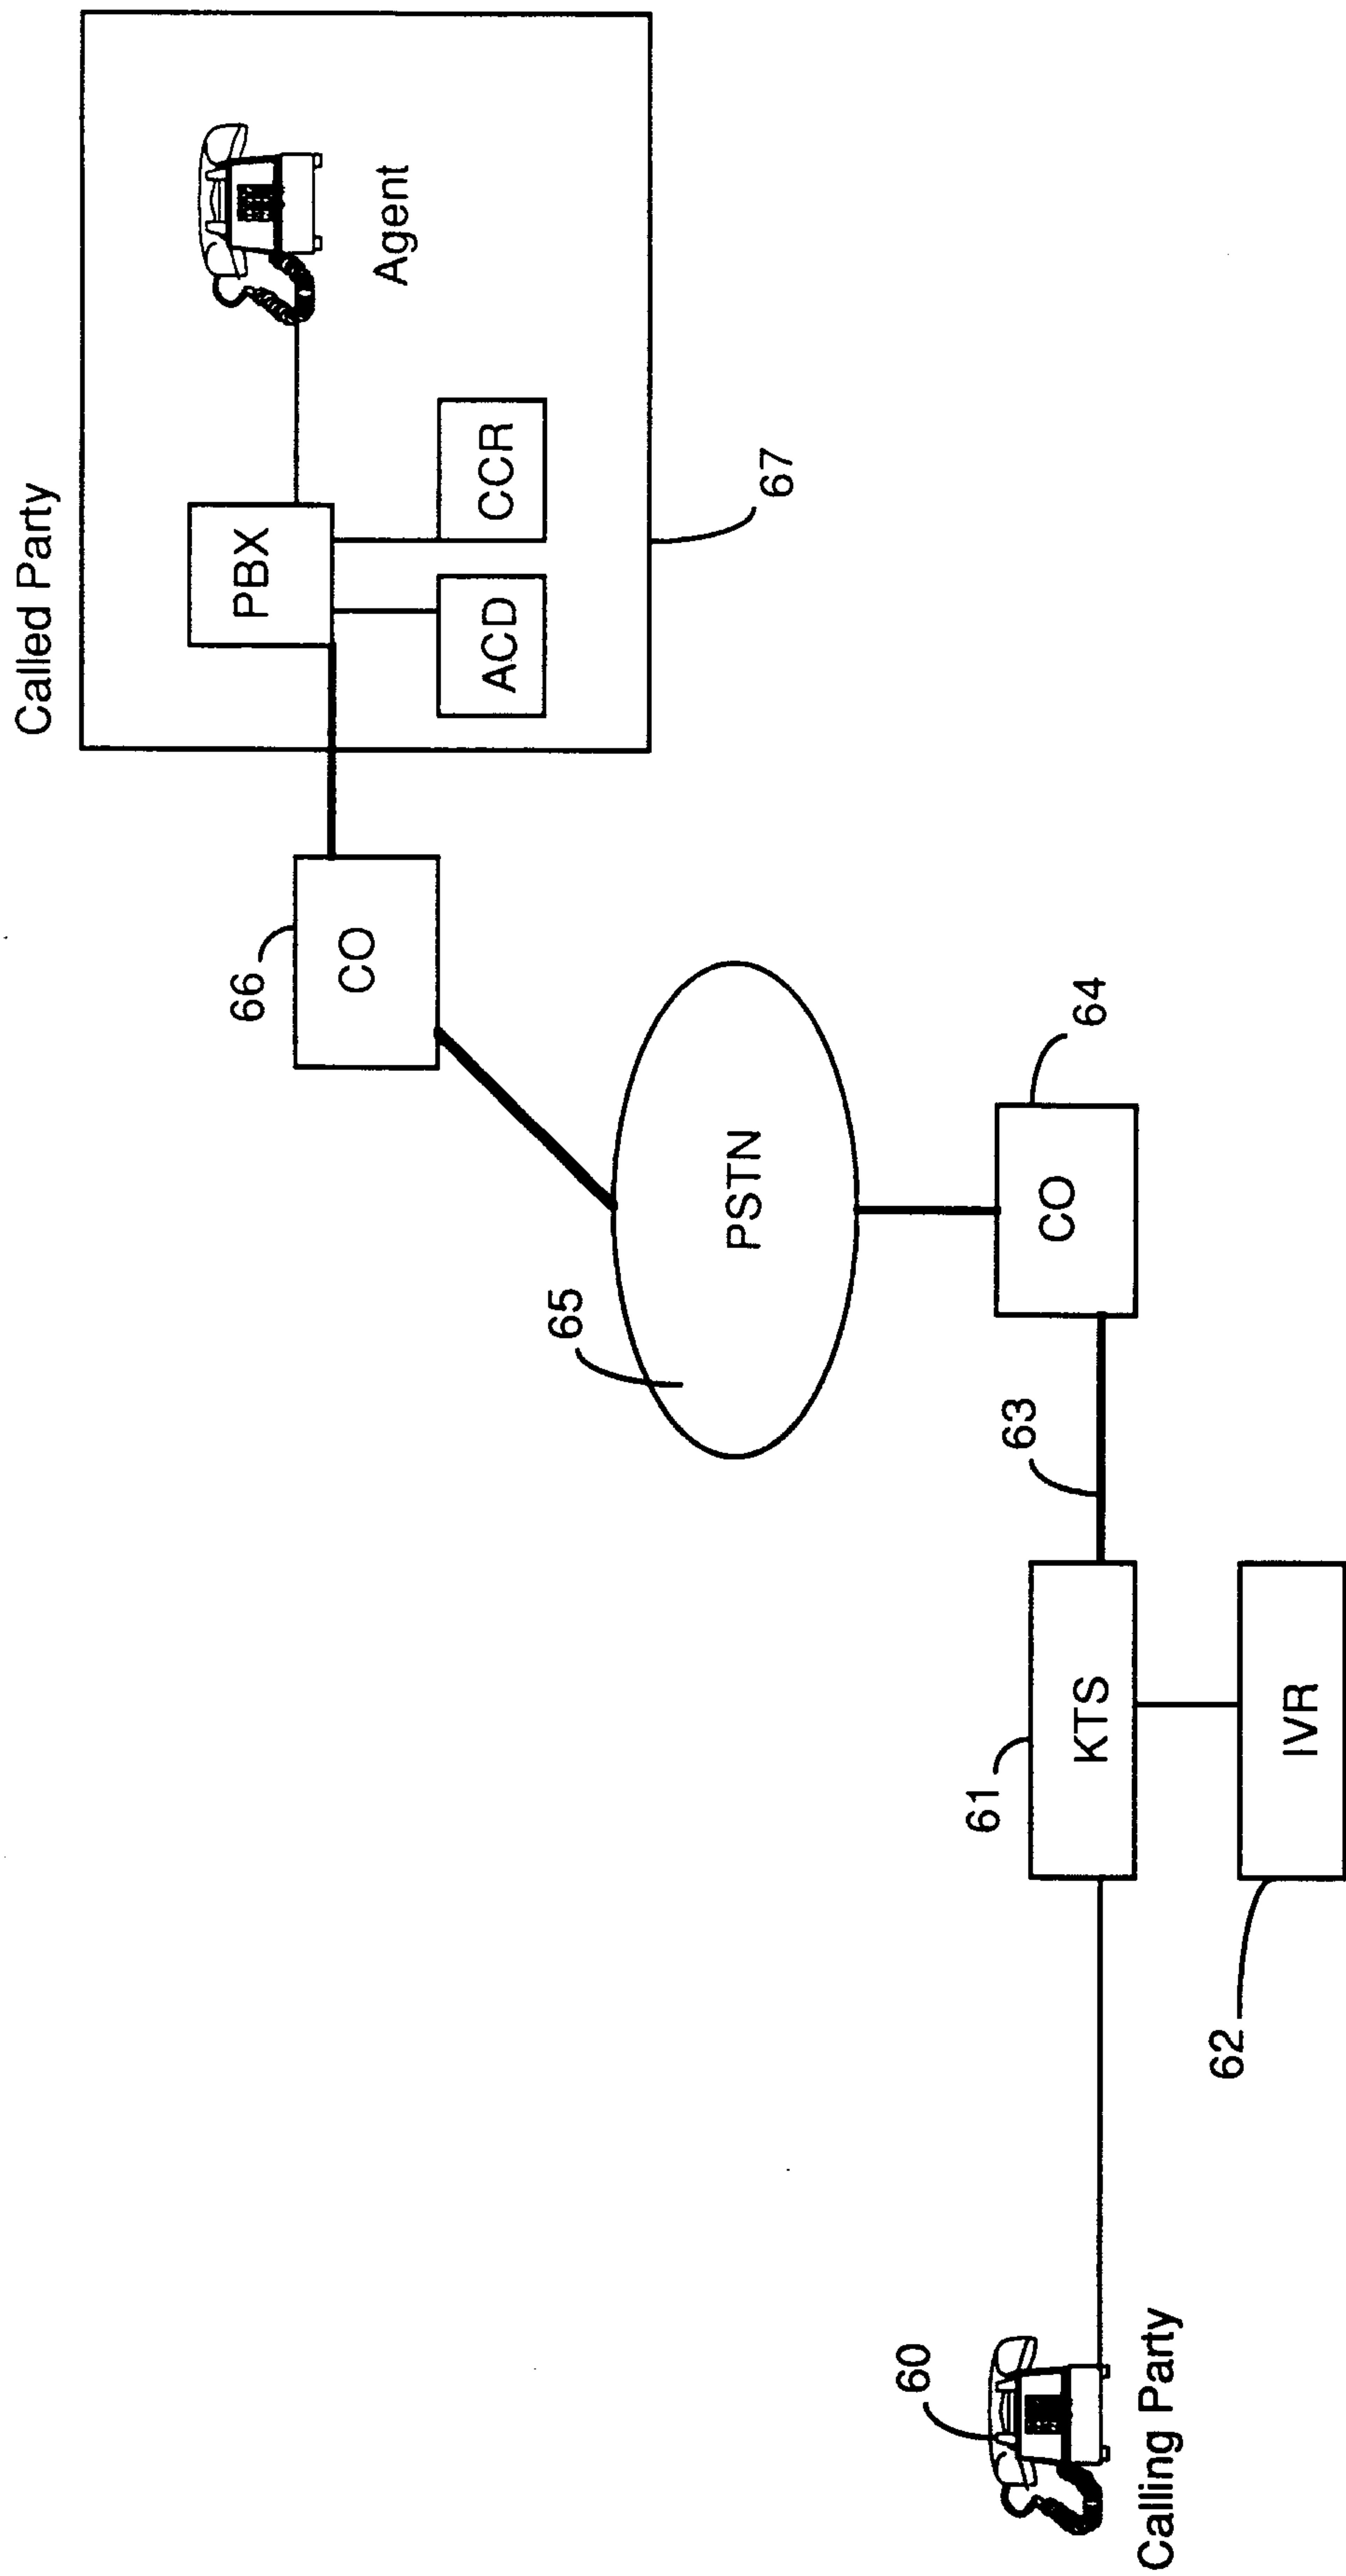 Called Party
PBX
Agent
ACD
CCR
67
66
CO
65
PSTN
64
CO
63
61
KTS
62
IVR
60
Calling Party